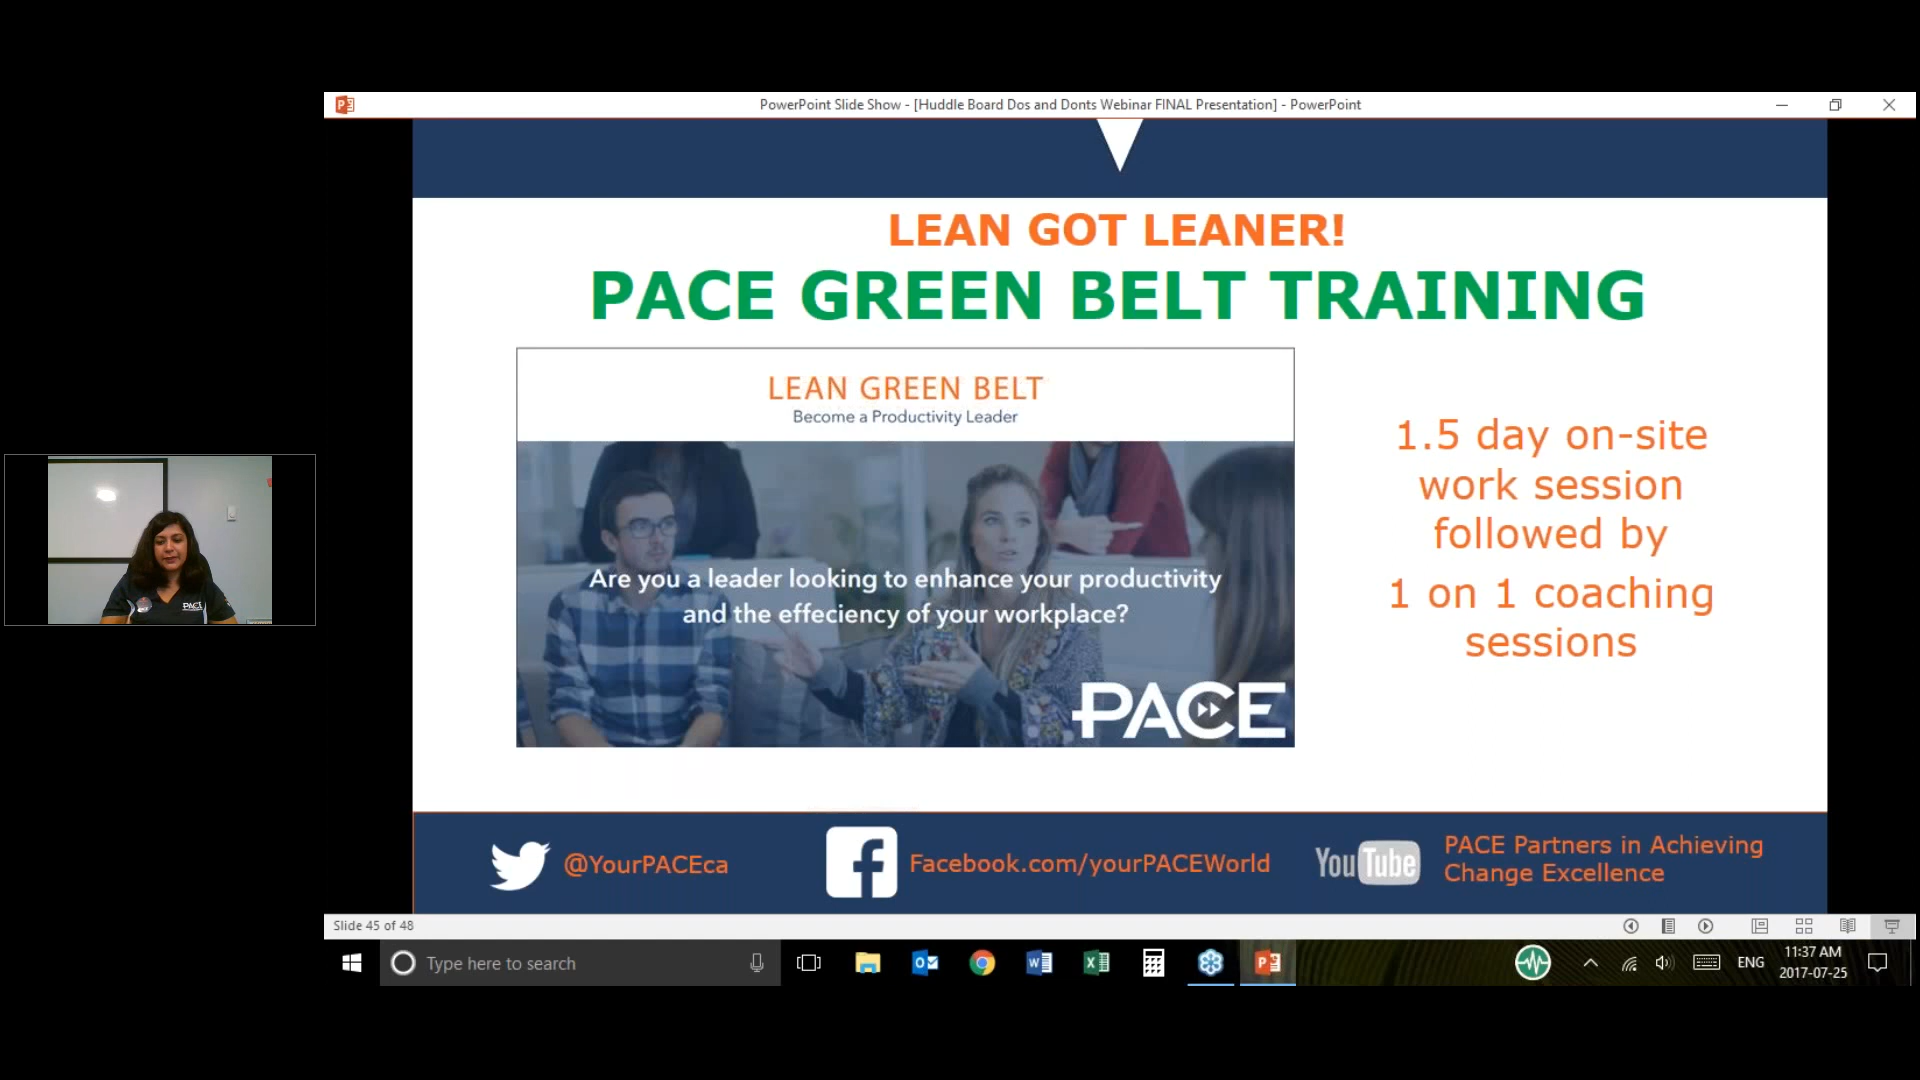 PowerPoint Slide Show - [Huddle Board Dos and Donts Webinar FINAL Presentation] - PowerPoint
LEAN GOT LEANER!
PACE GREEN BELT TRAINING
LEAN GREEN BELT
Become a Productivity Leader
Are you a leader looking to enhance your productivity
and the effeciency of your workplace?
PACE
1.5 day on-site
work session
followed by
1 on 1 coaching
sessions
PACE
@YourPACEca
Facebook.com/yourPACEWorld
YouTube
PACE Partners in Achieving
Change Excellence
Slide 45 of 48
Type here to search
ENG
11:37 AM
2017-07-25